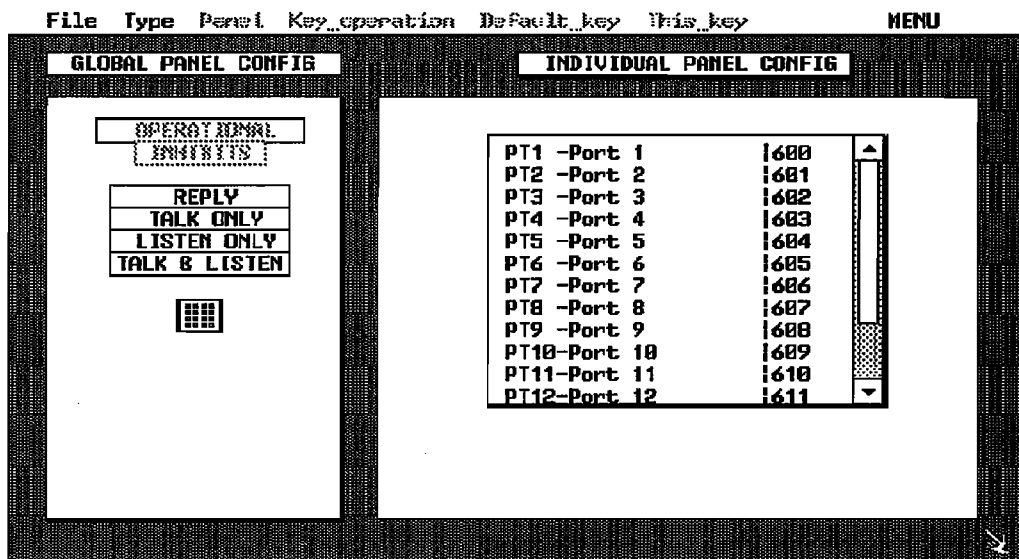 File Type Panel Key_operation Default_key This_key MENU
GLOBAL PANEL CONFIG
INDIVIDUAL PANEL CONFIG
OPERATIONAL
INHIBITS
REPLY
TALK ONLY
LISTEN ONLY
TALK & LISTEN
PT1 -Port 1 |600
PT2 -Port 2 |601
PT3 -Port 3 |602
PT4 -Port 4 |603
PT5 -Port 5 |604
PT6 -Port 6 |605
PT7 -Port 7 |606
PT8 -Port 8 |607
PT9 -Port 9 |608
PT10-Port 10 |609
PT11-Port 11 |610
PT12-Port 12 |611